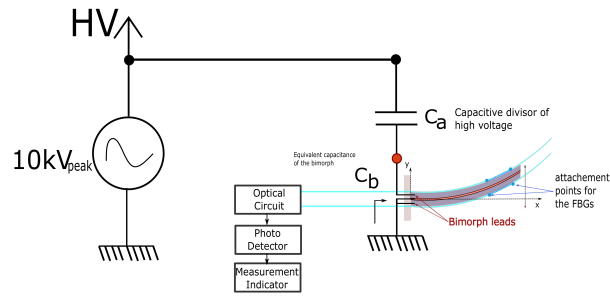 HV
10kVpeak
Ca
Capacitive divisor of
high voltage
Equivalent capacitance
of the bimorph
Cb
y
x
attachement
points for
the FBGs
Bimorph leads
Optical
Circuit
Photo
Detector
Measurement
Indicator